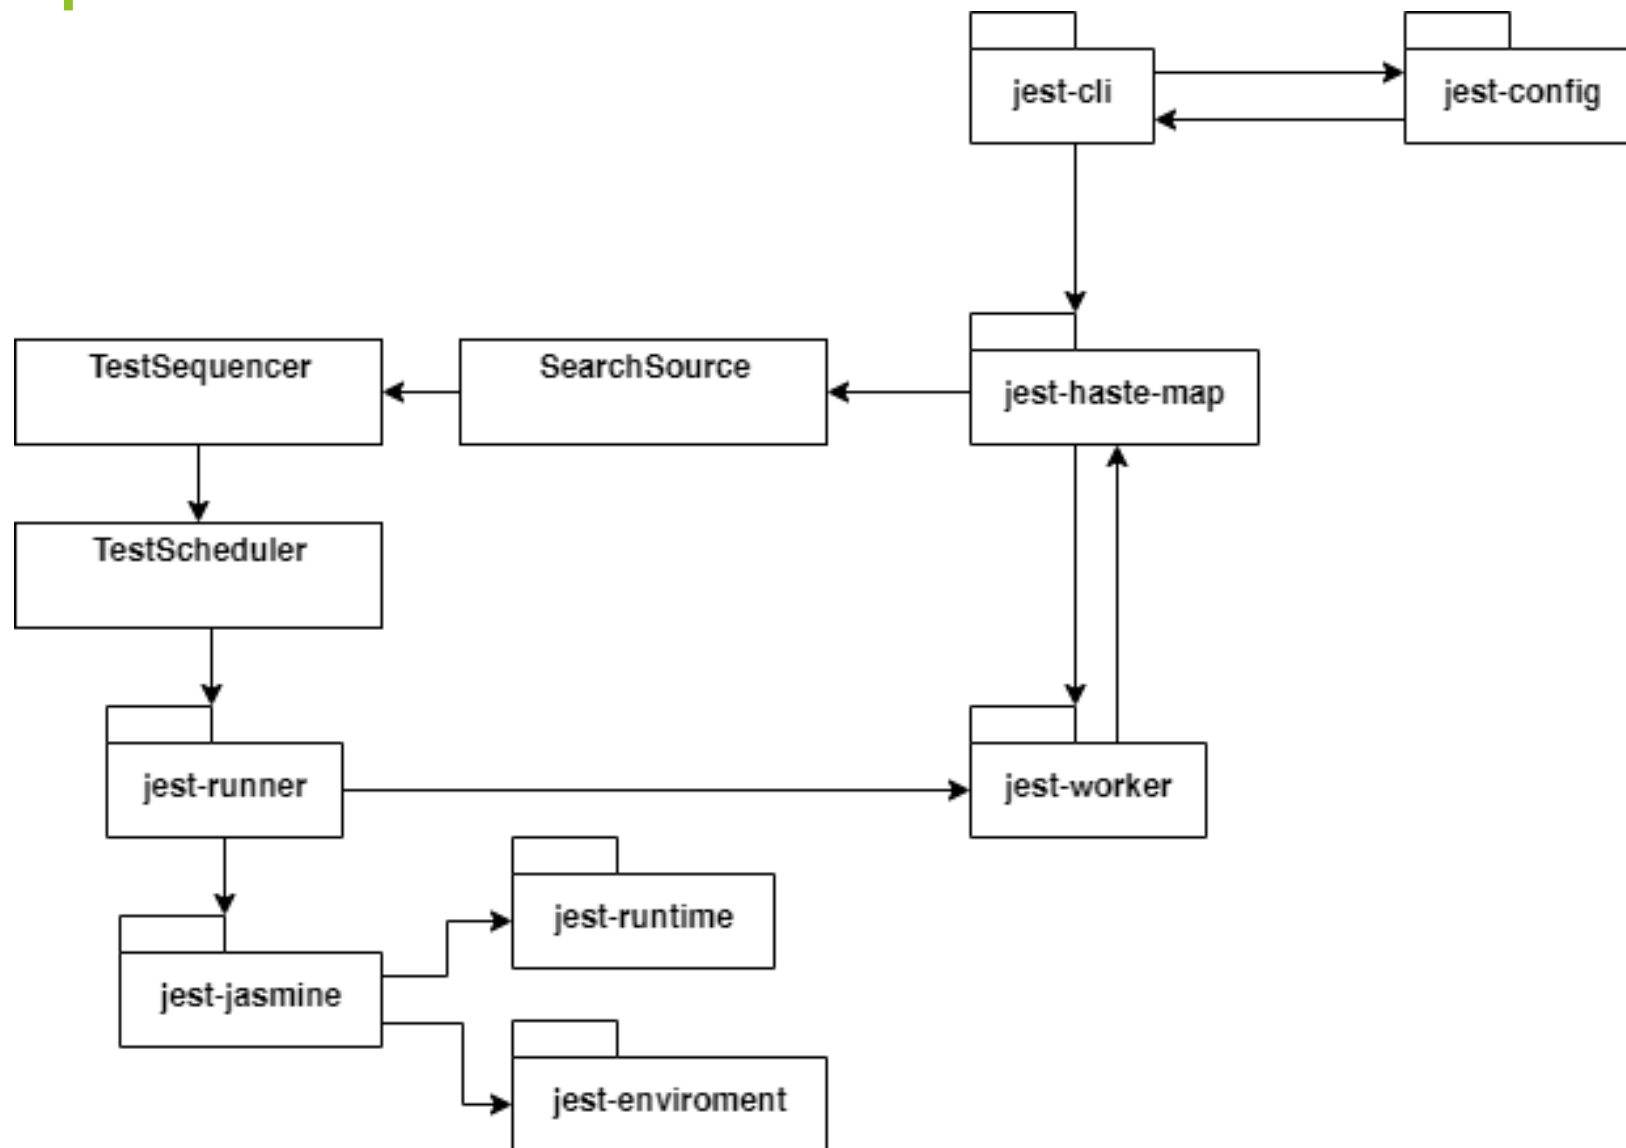 jest-cli
jest-config
TestSequencer
SearchSource
jest-haste-map
TestScheduler
jest-runner
jest-worker
jest-runtime
jest-jasmine
jest-enviroment